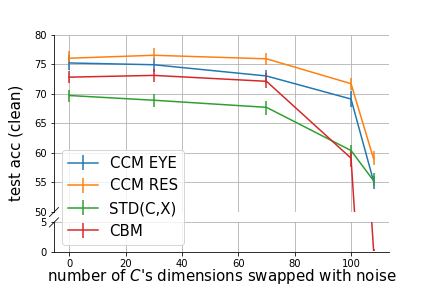 80
75
70
65
60
55
50
5
0
test acc (clean)
CCM EYE
CCM RES
STD(C,X)
CBM
0 20 40 60 80 100
number of C's dimensions swapped with noise